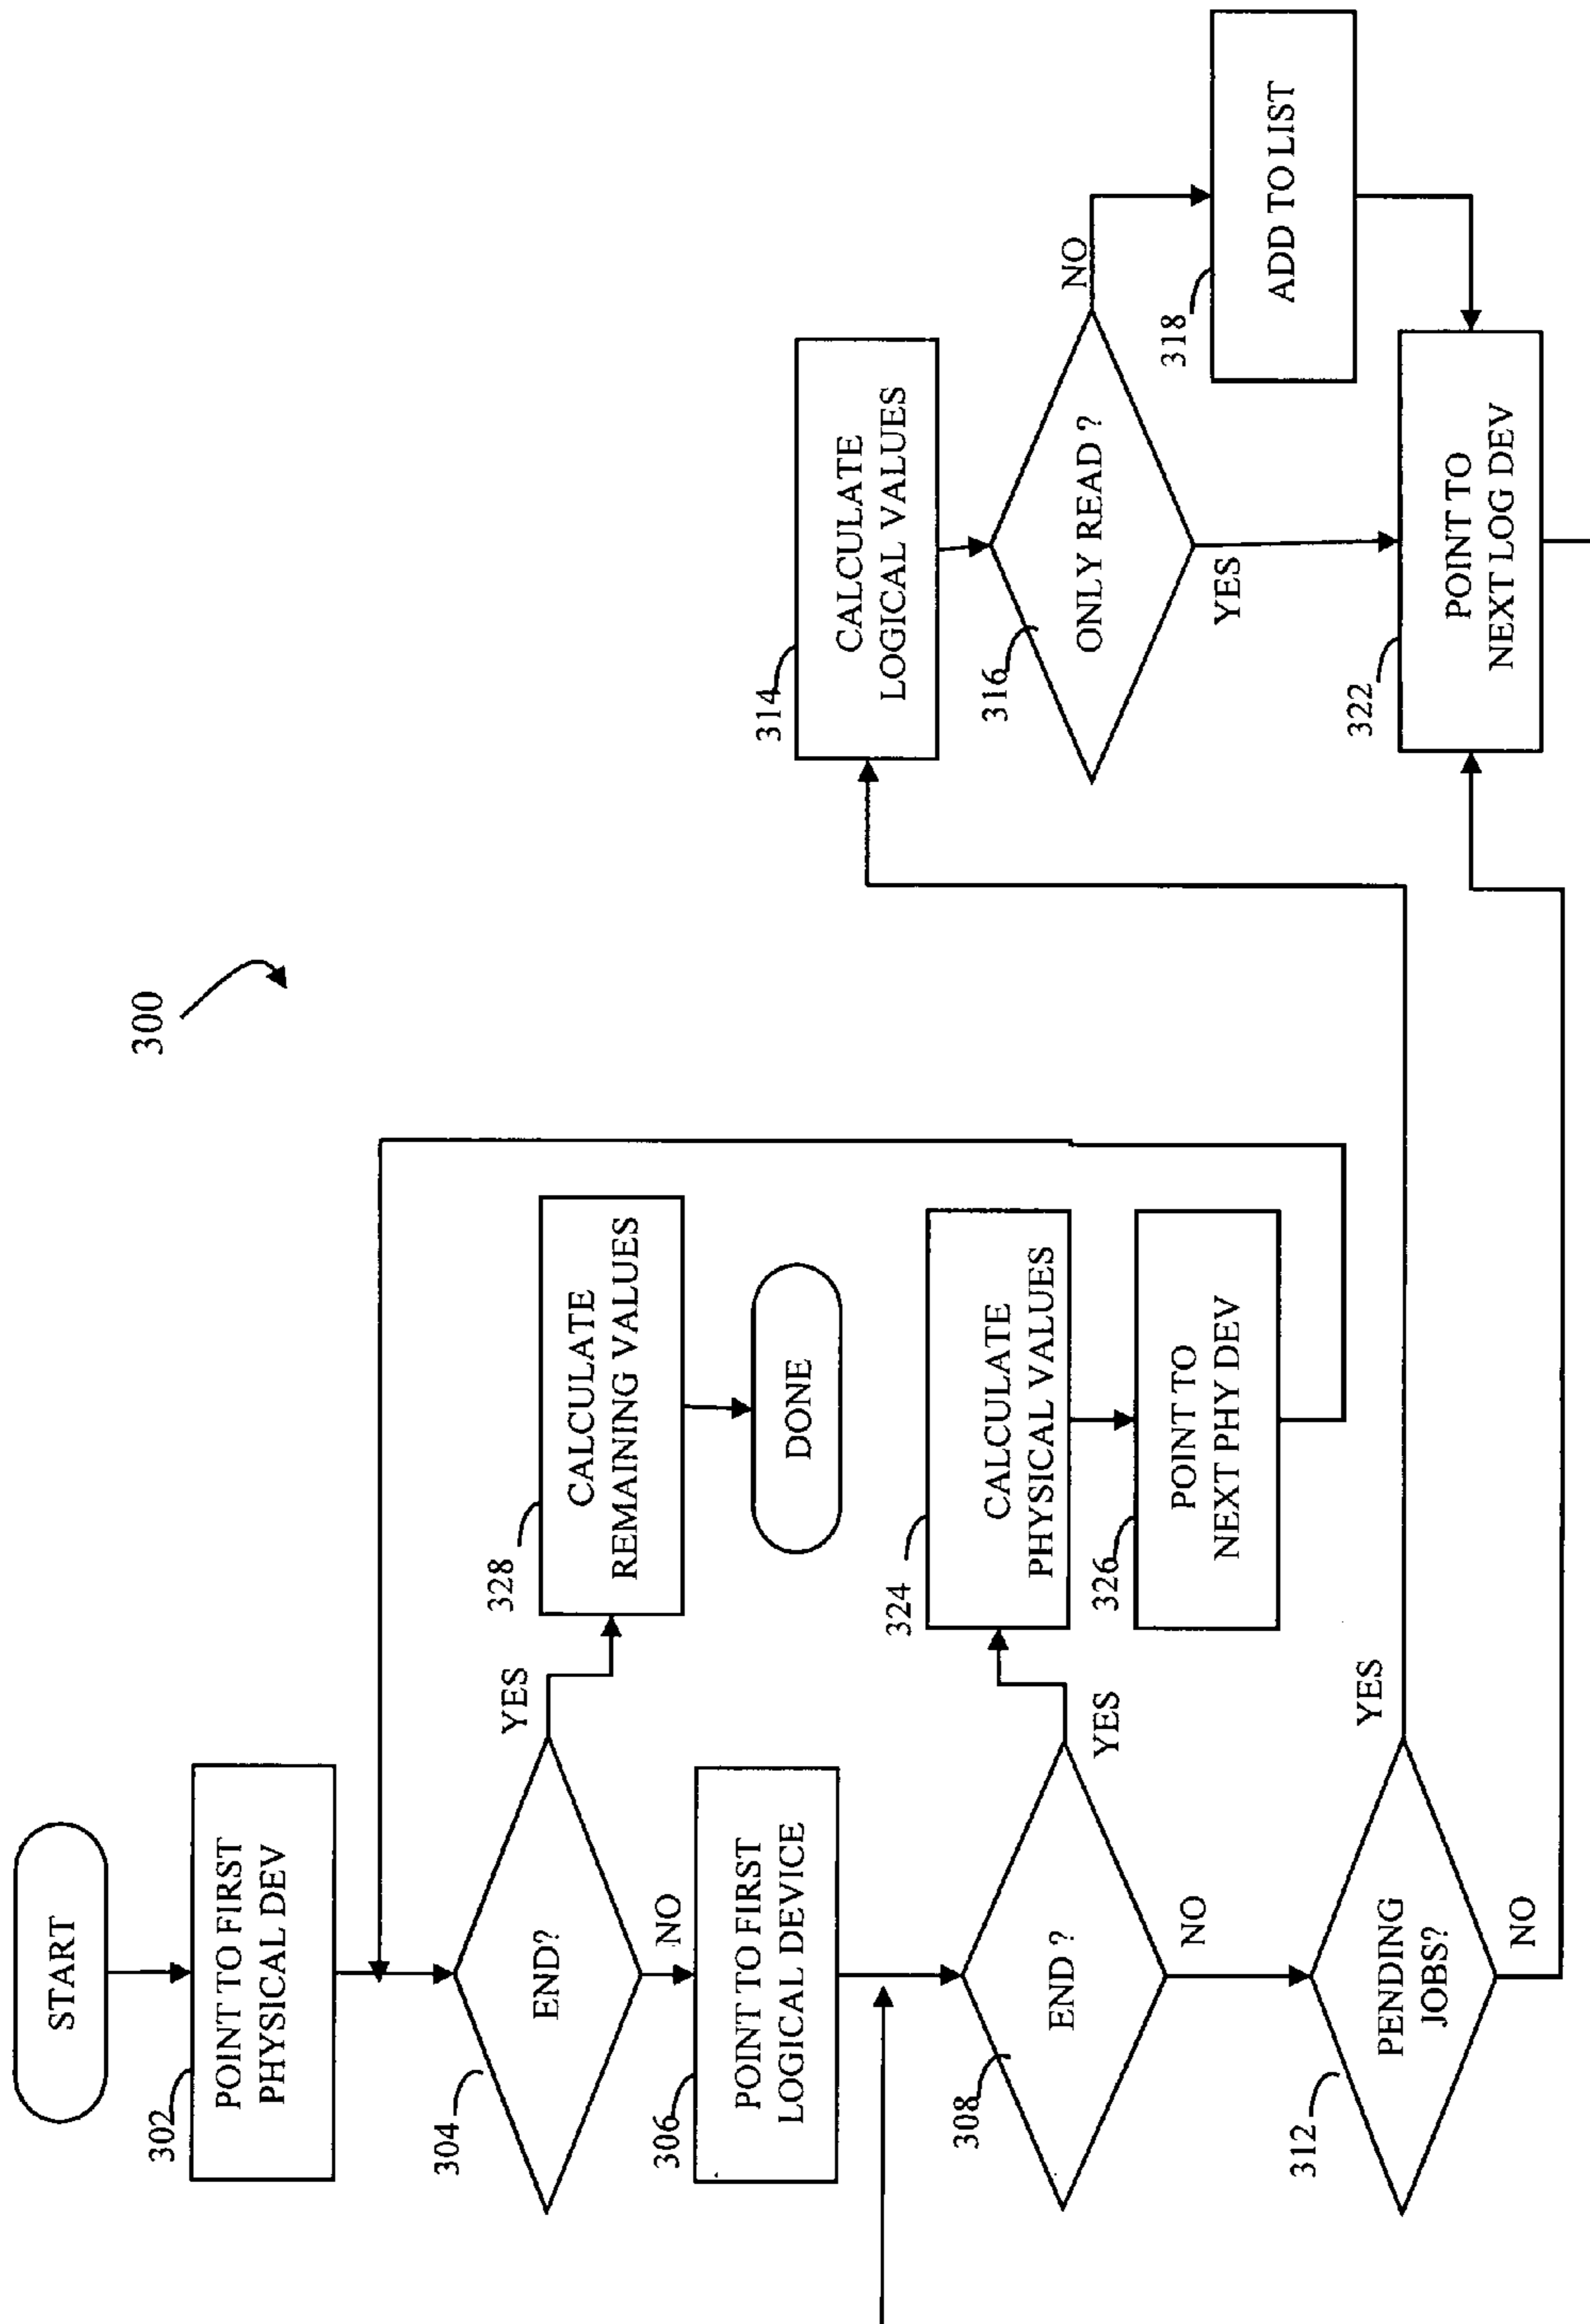 300
START
302
POINT TO FIRST
PHYSICAL DEV
304
END?
YES
NO
328
CALCULATE
REMAINING VALUES
DONE
306
POINT TO FIRST
LOGICAL DEVICE
308
END ?
YES
NO
324
CALCULATE
PHYSICAL VALUES
326
POINT TO
NEXT PHY DEV
312
PENDING
JOBS?
YES
NO
314
CALCULATE
LOGICAL VALUES
316
ONLY READ ?
NO
YES
318
ADD TO LIST
322
POINT TO
NEXT LOG DEV